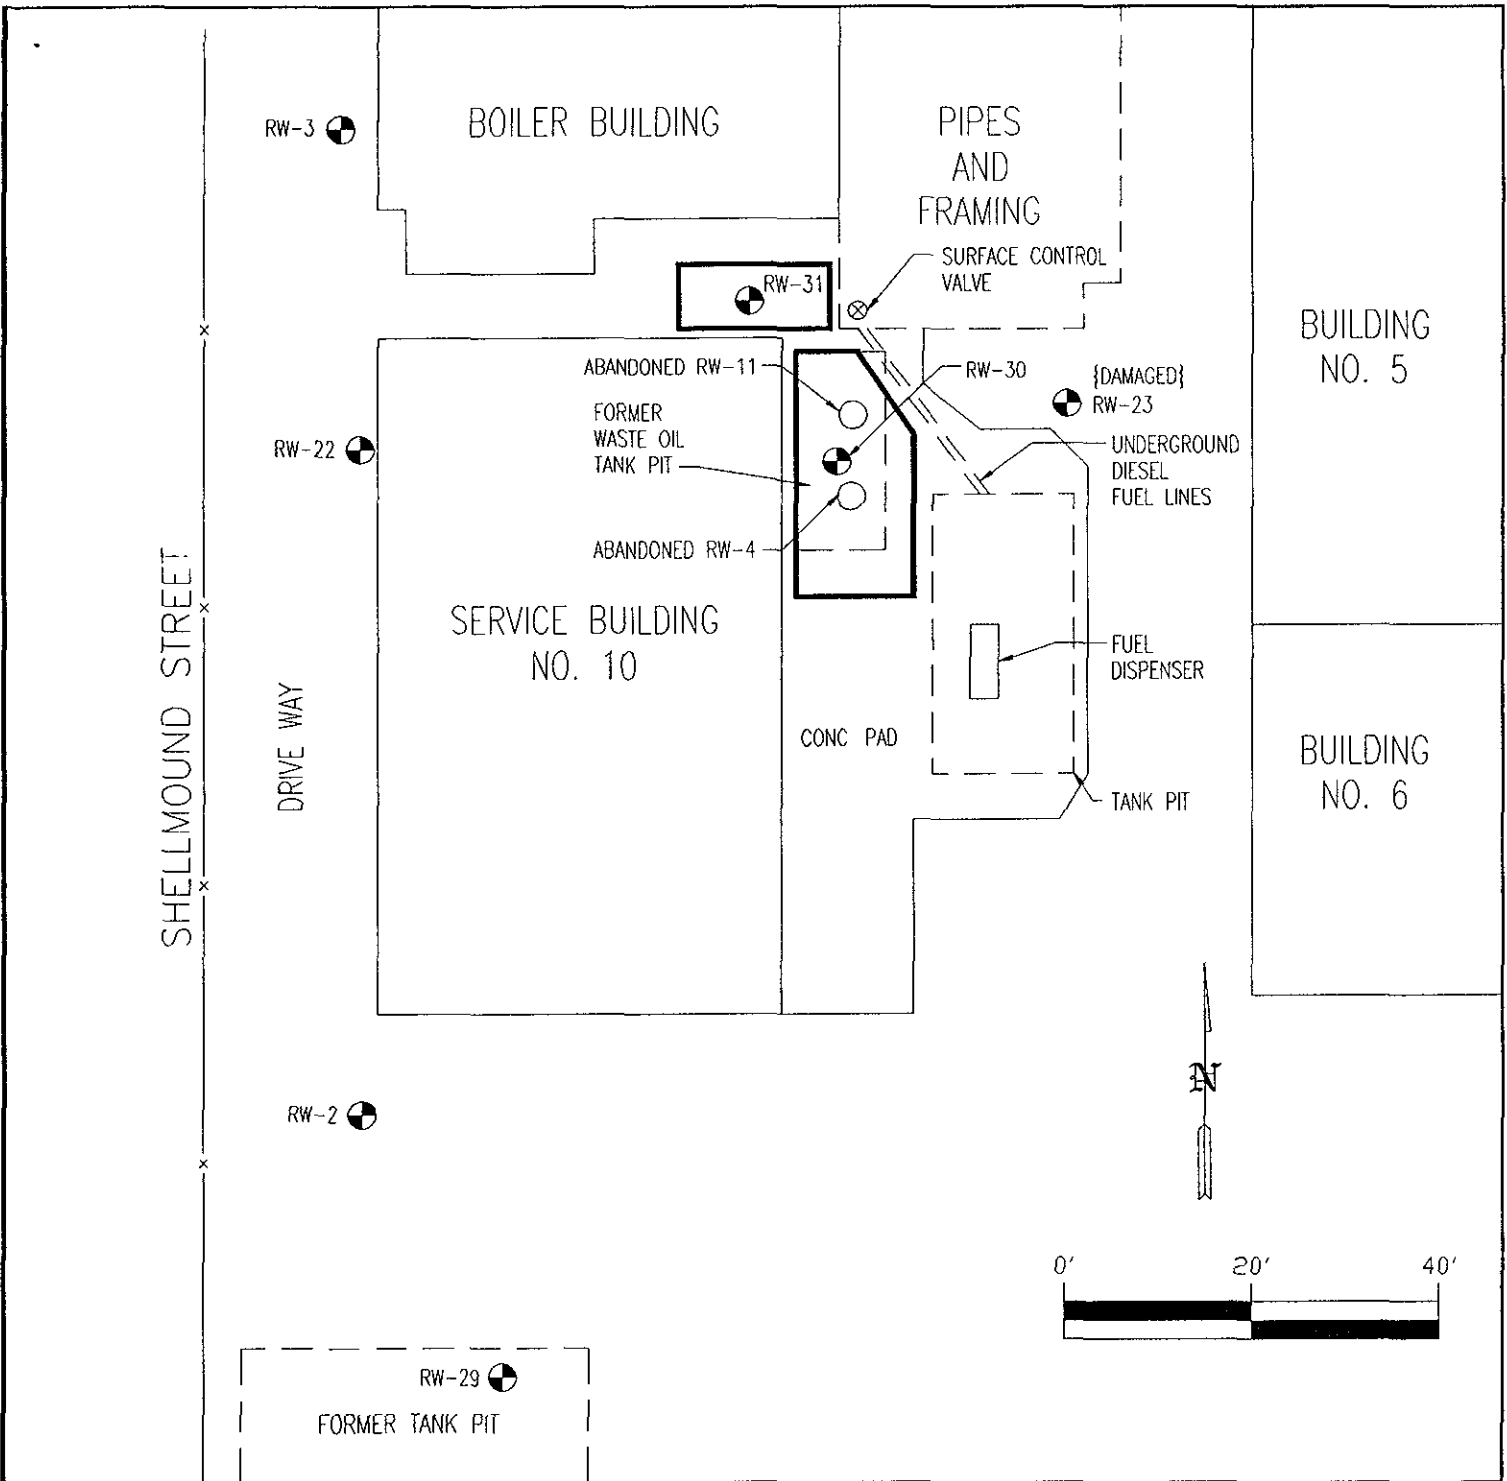 RW-3
BOILER BUILDING
PIPES
AND
FRAMING
SURFACE CONTROL
VALVE
RW-31
BUILDING
NO. 5
ABANDONED RW-11
RW-30
{DAMAGED}
RW-23
FORMER
WASTE OIL
TANK PIT
RW-22
UNDERGROUND
DIESEL
FUEL LINES
ABANDONED RW-4
SERVICE BUILDING
NO. 10
FUEL
DISPENSER
SHELLMOUND STREET
DRIVE WAY
CONC PAD
BUILDING
NO. 6
TANK PIT
N
RW-2
0' 20' 40'
RW-29
FORMER TANK PIT